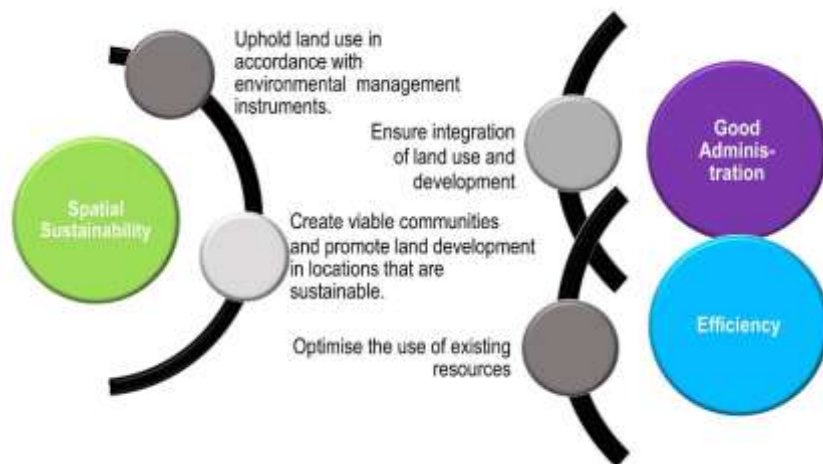 Uphold land use in
accordance with
environmental management
instruments.
Spatial
Sustainability
Create viable communities
and promote land development
in locations that are
sustainable.
Ensure integration
of land use and
development
Good
Adminis-
tration
Optimise the use of existing
resources
Efficiency